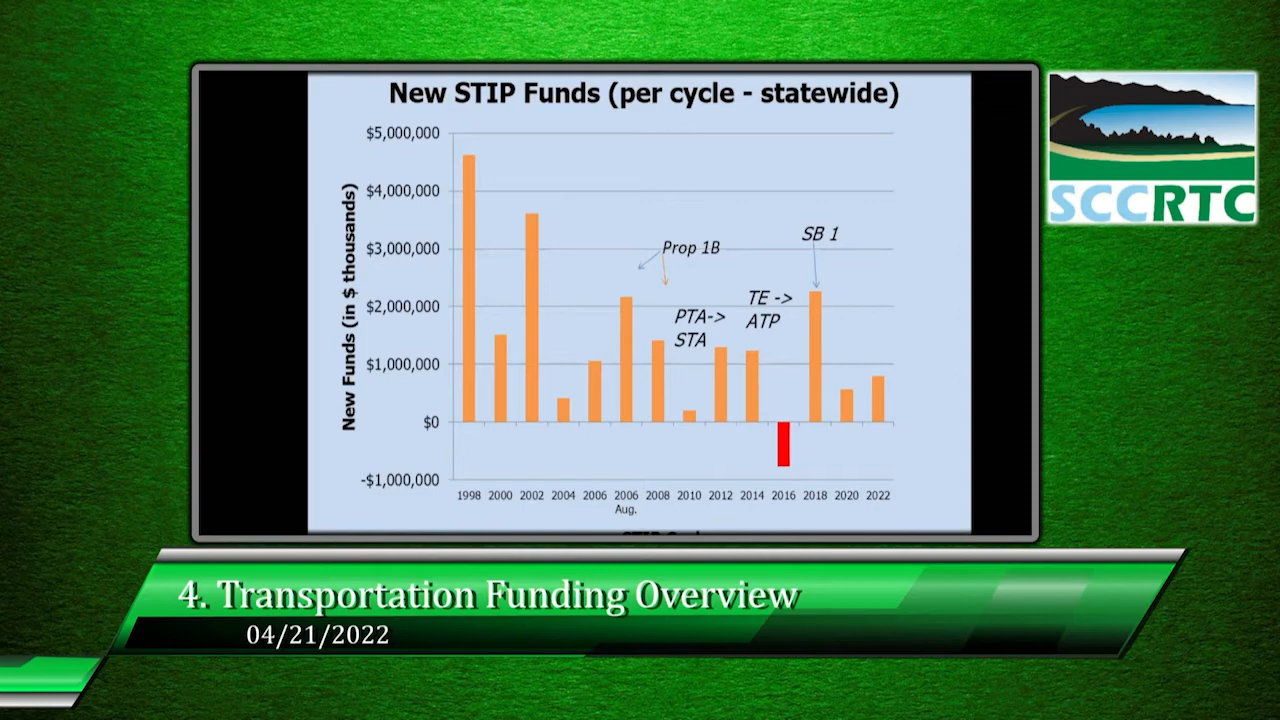 New STIP Funds (per cycle - statewide)
New Funds (in $ thousands)
$5,000,000
$4,000,000
$3,000,000
$2,000,000
$1,000,000
$0
-$1,000,000
Prop 1B
SB 1
PTA->
STA
TE ->
ATP
1998 2000 2002 2004 2006 2006 2008 2010 2012 2014 2016 2018 2020 2022
Aug.
SCCRTC
4. Transportation Funding Overview
04/21/2022